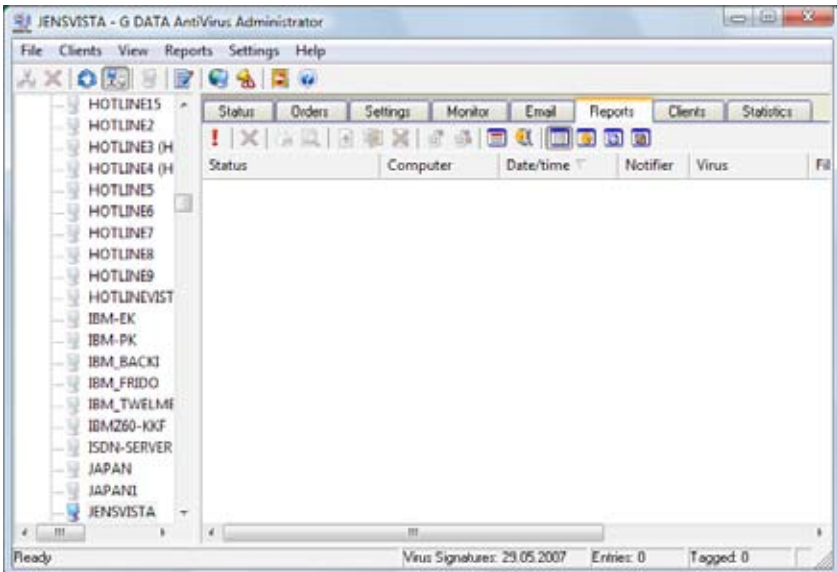 JENSVISTA - G DATA AntiVirus Administrator
File Clients View Reports Settings Help
Status Orders Settings Monitor Email Reports Clients Statistics
Status Computer Date/time Notifier Virus Fil
HOTLINE15
HOTLINE2
HOTLINE3 (H
HOTLINE4 (H
HOTLINE5
HOTLINE6
HOTLINE7
HOTLINE8
HOTLINE9
HOTLINEVIST
IBM-EK
IBM-PK
IBM_BACKI
IBM_FRIDO
IBM_TWELME
IBMZ60-KKF
ISDN-SERVER
JAPAN
JAPAN1
JENSVISTA
Ready Virus Signatures: 29.05.2007 Entries: 0 Tagged: 0